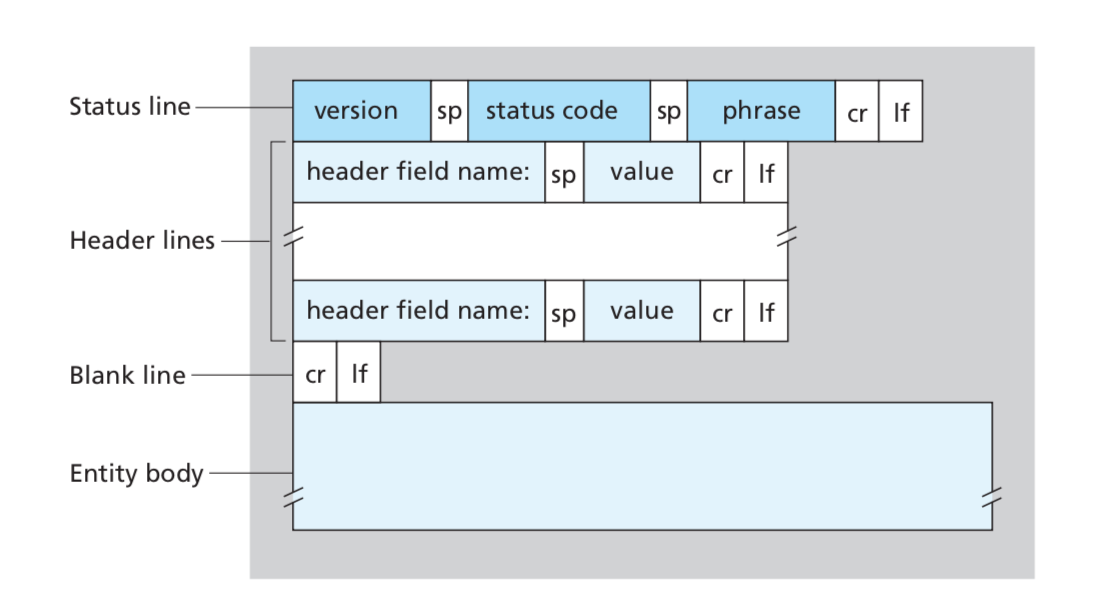 Status line version sp status code sp phrase cr lf
header field name: sp value cr lf
Header lines
header field name: sp value cr lf
Blank line cr lf
Entity body